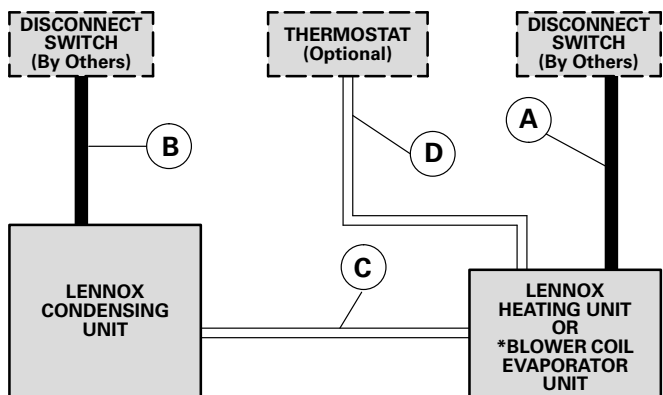 DISCONNECT
SWITCH
(By Others)
THERMOSTAT
(Optional)
DISCONNECT
SWITCH
(By Others)
B
D
A
C
LENNOX
CONDENSING
UNIT
LENNOX
HEATING UNIT
OR
*BLOWER COIL
EVAPORATOR
UNIT